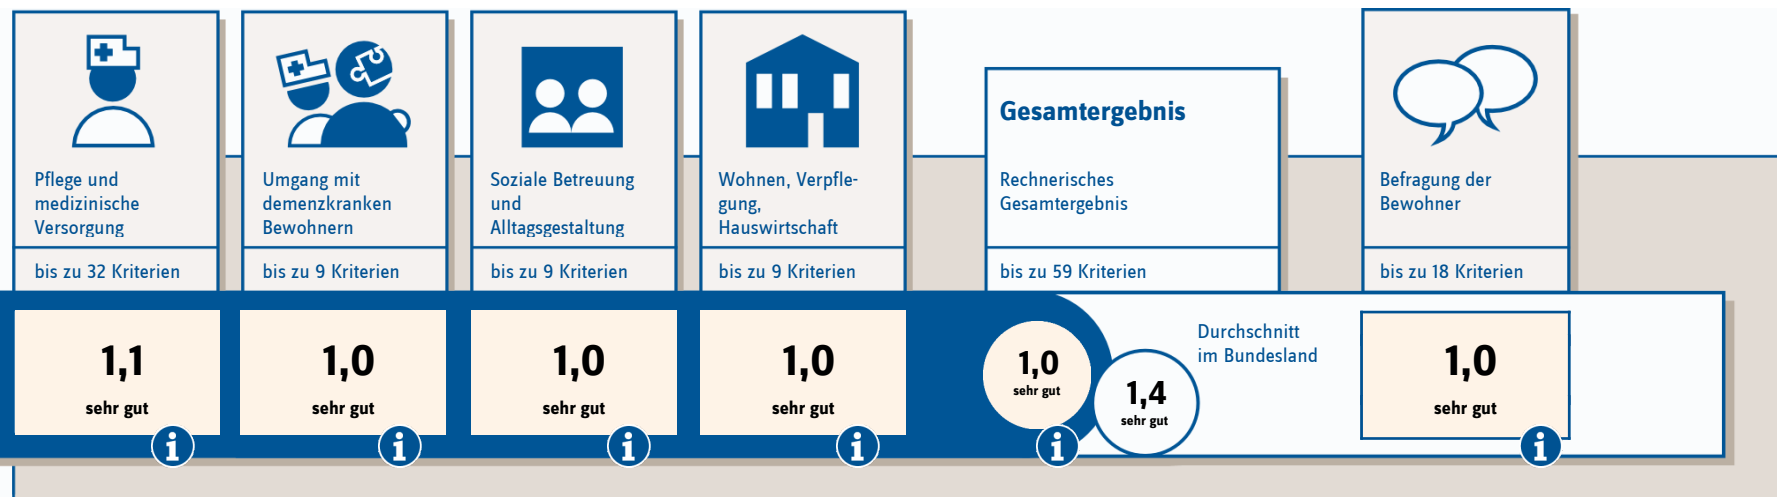 Pflege und
medizinische
Versorgung
bis zu 32 Kriterien
1,1
sehr gut
Umgang mit
demenzkranken
Bewohnern
bis zu 9 Kriterien
1,0
sehr gut
Soziale Betreuung
und
Alltagsgestaltung
bis zu 9 Kriterien
1,0
sehr gut
Wohnen, Verpfle-
gung,
Hauswirtschaft
bis zu 9 Kriterien
1,0
sehr gut
Gesamtergebnis
Rechnerisches
Gesamtergebnis
bis zu 59 Kriterien
1,0
sehr gut
Durchschnitt
im Bundesland
1,4
sehr gut
Befragung der
Bewohner
bis zu 18 Kriterien
1,0
sehr gut